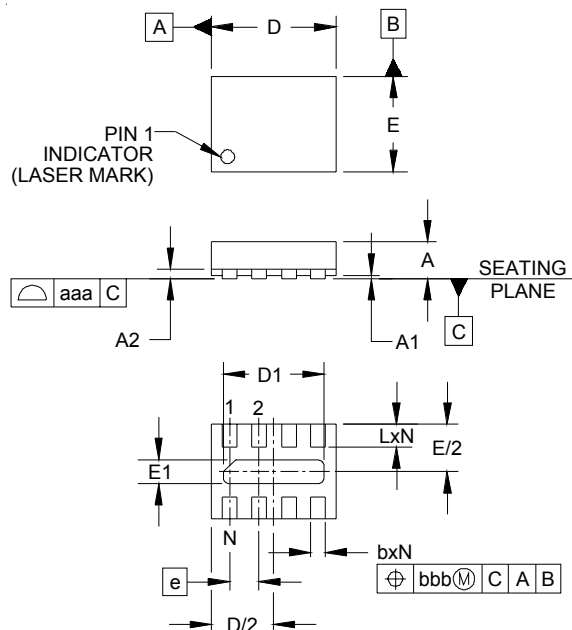 A
D
B
E
PIN 1
INDICATOR
(LASER MARK)
A
SEATING
PLANE
aaa C
C
A2
A1
D1
1 2
LxN
E/2
E1
N
bxN
e
bbb Ⓜ C A B
D/2